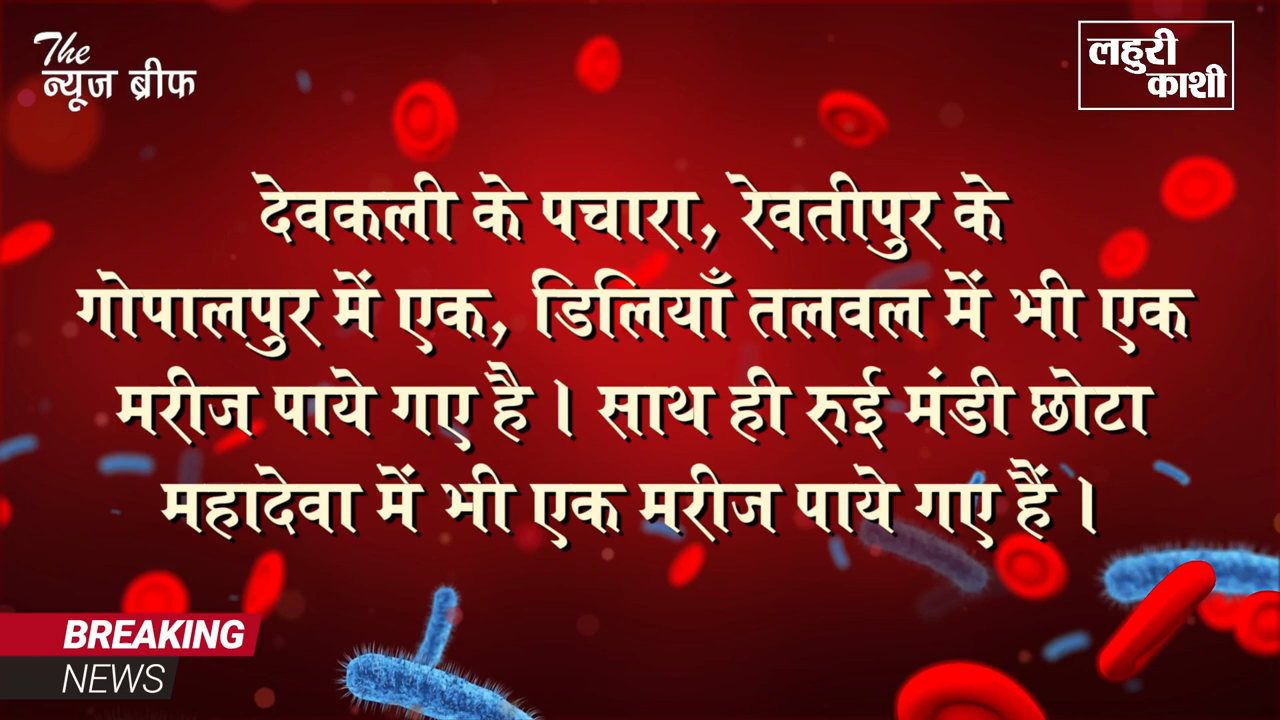 The
न्यूज ब्रीफ
लहुरी
काशी
देवकली के पचारा, रेवतीपुर के
गोपालपुर में एक, डिलियाँ तलवल में भी एक
मरीज पाये गए है । साथ ही रुई मंडी छोटा
महादेवा में भी एक मरीज पाये गए हैं ।
BREAKING
NEWS